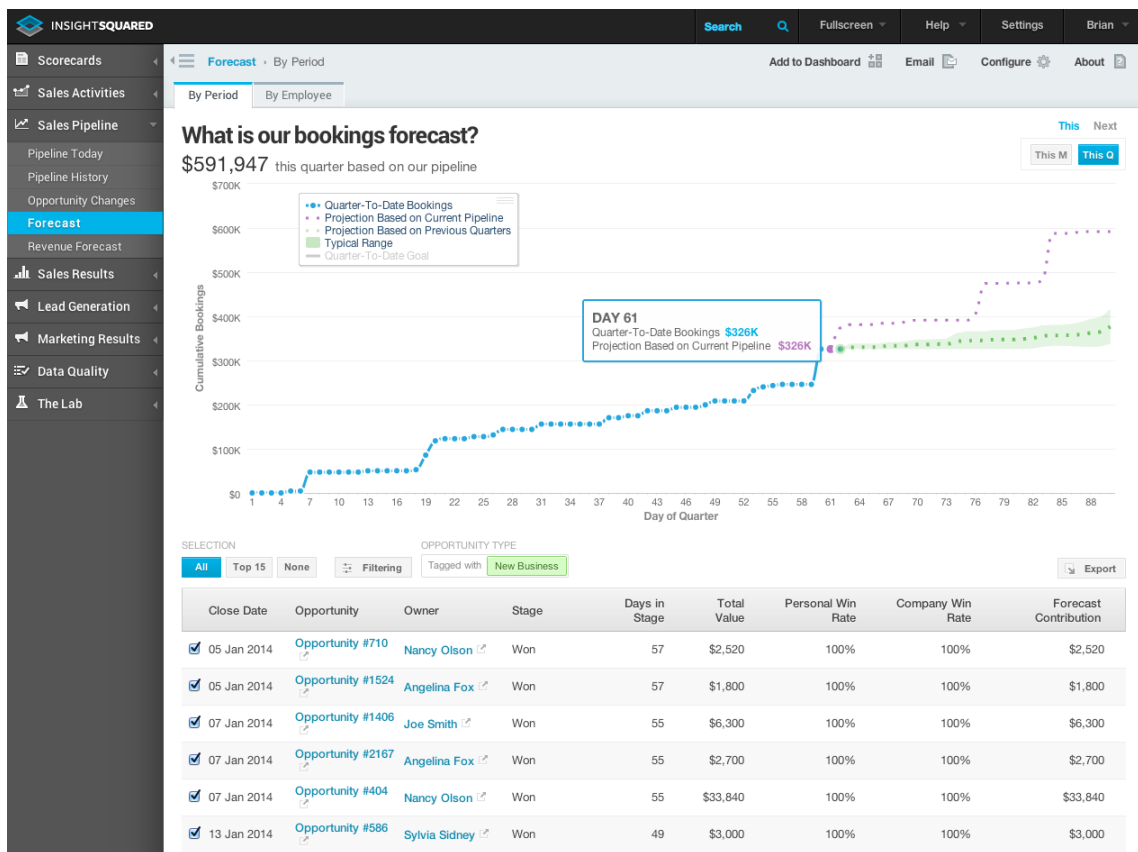 INSIGHTSQUARED
Search Fullscreen Help Settings Brian
Scorecards
Sales Activities
Sales Pipeline
Pipeline Today
Pipeline History
Opportunity Changes
Forecast
Revenue Forecast
Sales Results
Lead Generation
Marketing Results
Data Quality
The Lab
Forecast › By Period
Add to Dashboard Email Configure About
By Period By Employee
What is our bookings forecast?
$591,947 this quarter based on our pipeline
This Next
This M This Q
$700K
$600K
$500K
$400K
$300K
$200K
$100K
$0
Cumulative Bookings
Quarter-To-Date Bookings
Projection Based on Current Pipeline
Projection Based on Previous Quarters
Typical Range
Quarter-To-Date Goal
DAY 61
Quarter-To-Date Bookings $326K
Projection Based on Current Pipeline $326K
1 4 7 10 13 16 19 22 25 28 31 34 37 40 43 46 49 52 55 58 61 64 67 70 73 76 79 82 85 88
Day of Quarter
SELECTION
All Top 15 None Filtering
OPPORTUNITY TYPE
Tagged with New Business
Export
Close Date Opportunity Owner Stage Days in Stage Total Value Personal Win Rate Company Win Rate Forecast Contribution
05 Jan 2014 Opportunity #710 Nancy Olson Won 57 $2,520 100% 100% $2,520
05 Jan 2014 Opportunity #1524 Angelina Fox Won 57 $1,800 100% 100% $1,800
07 Jan 2014 Opportunity #1406 Joe Smith Won 55 $6,300 100% 100% $6,300
07 Jan 2014 Opportunity #2167 Angelina Fox Won 55 $2,700 100% 100% $2,700
07 Jan 2014 Opportunity #404 Nancy Olson Won 55 $33,840 100% 100% $33,840
13 Jan 2014 Opportunity #586 Sylvia Sidney Won 49 $3,000 100% 100% $3,000